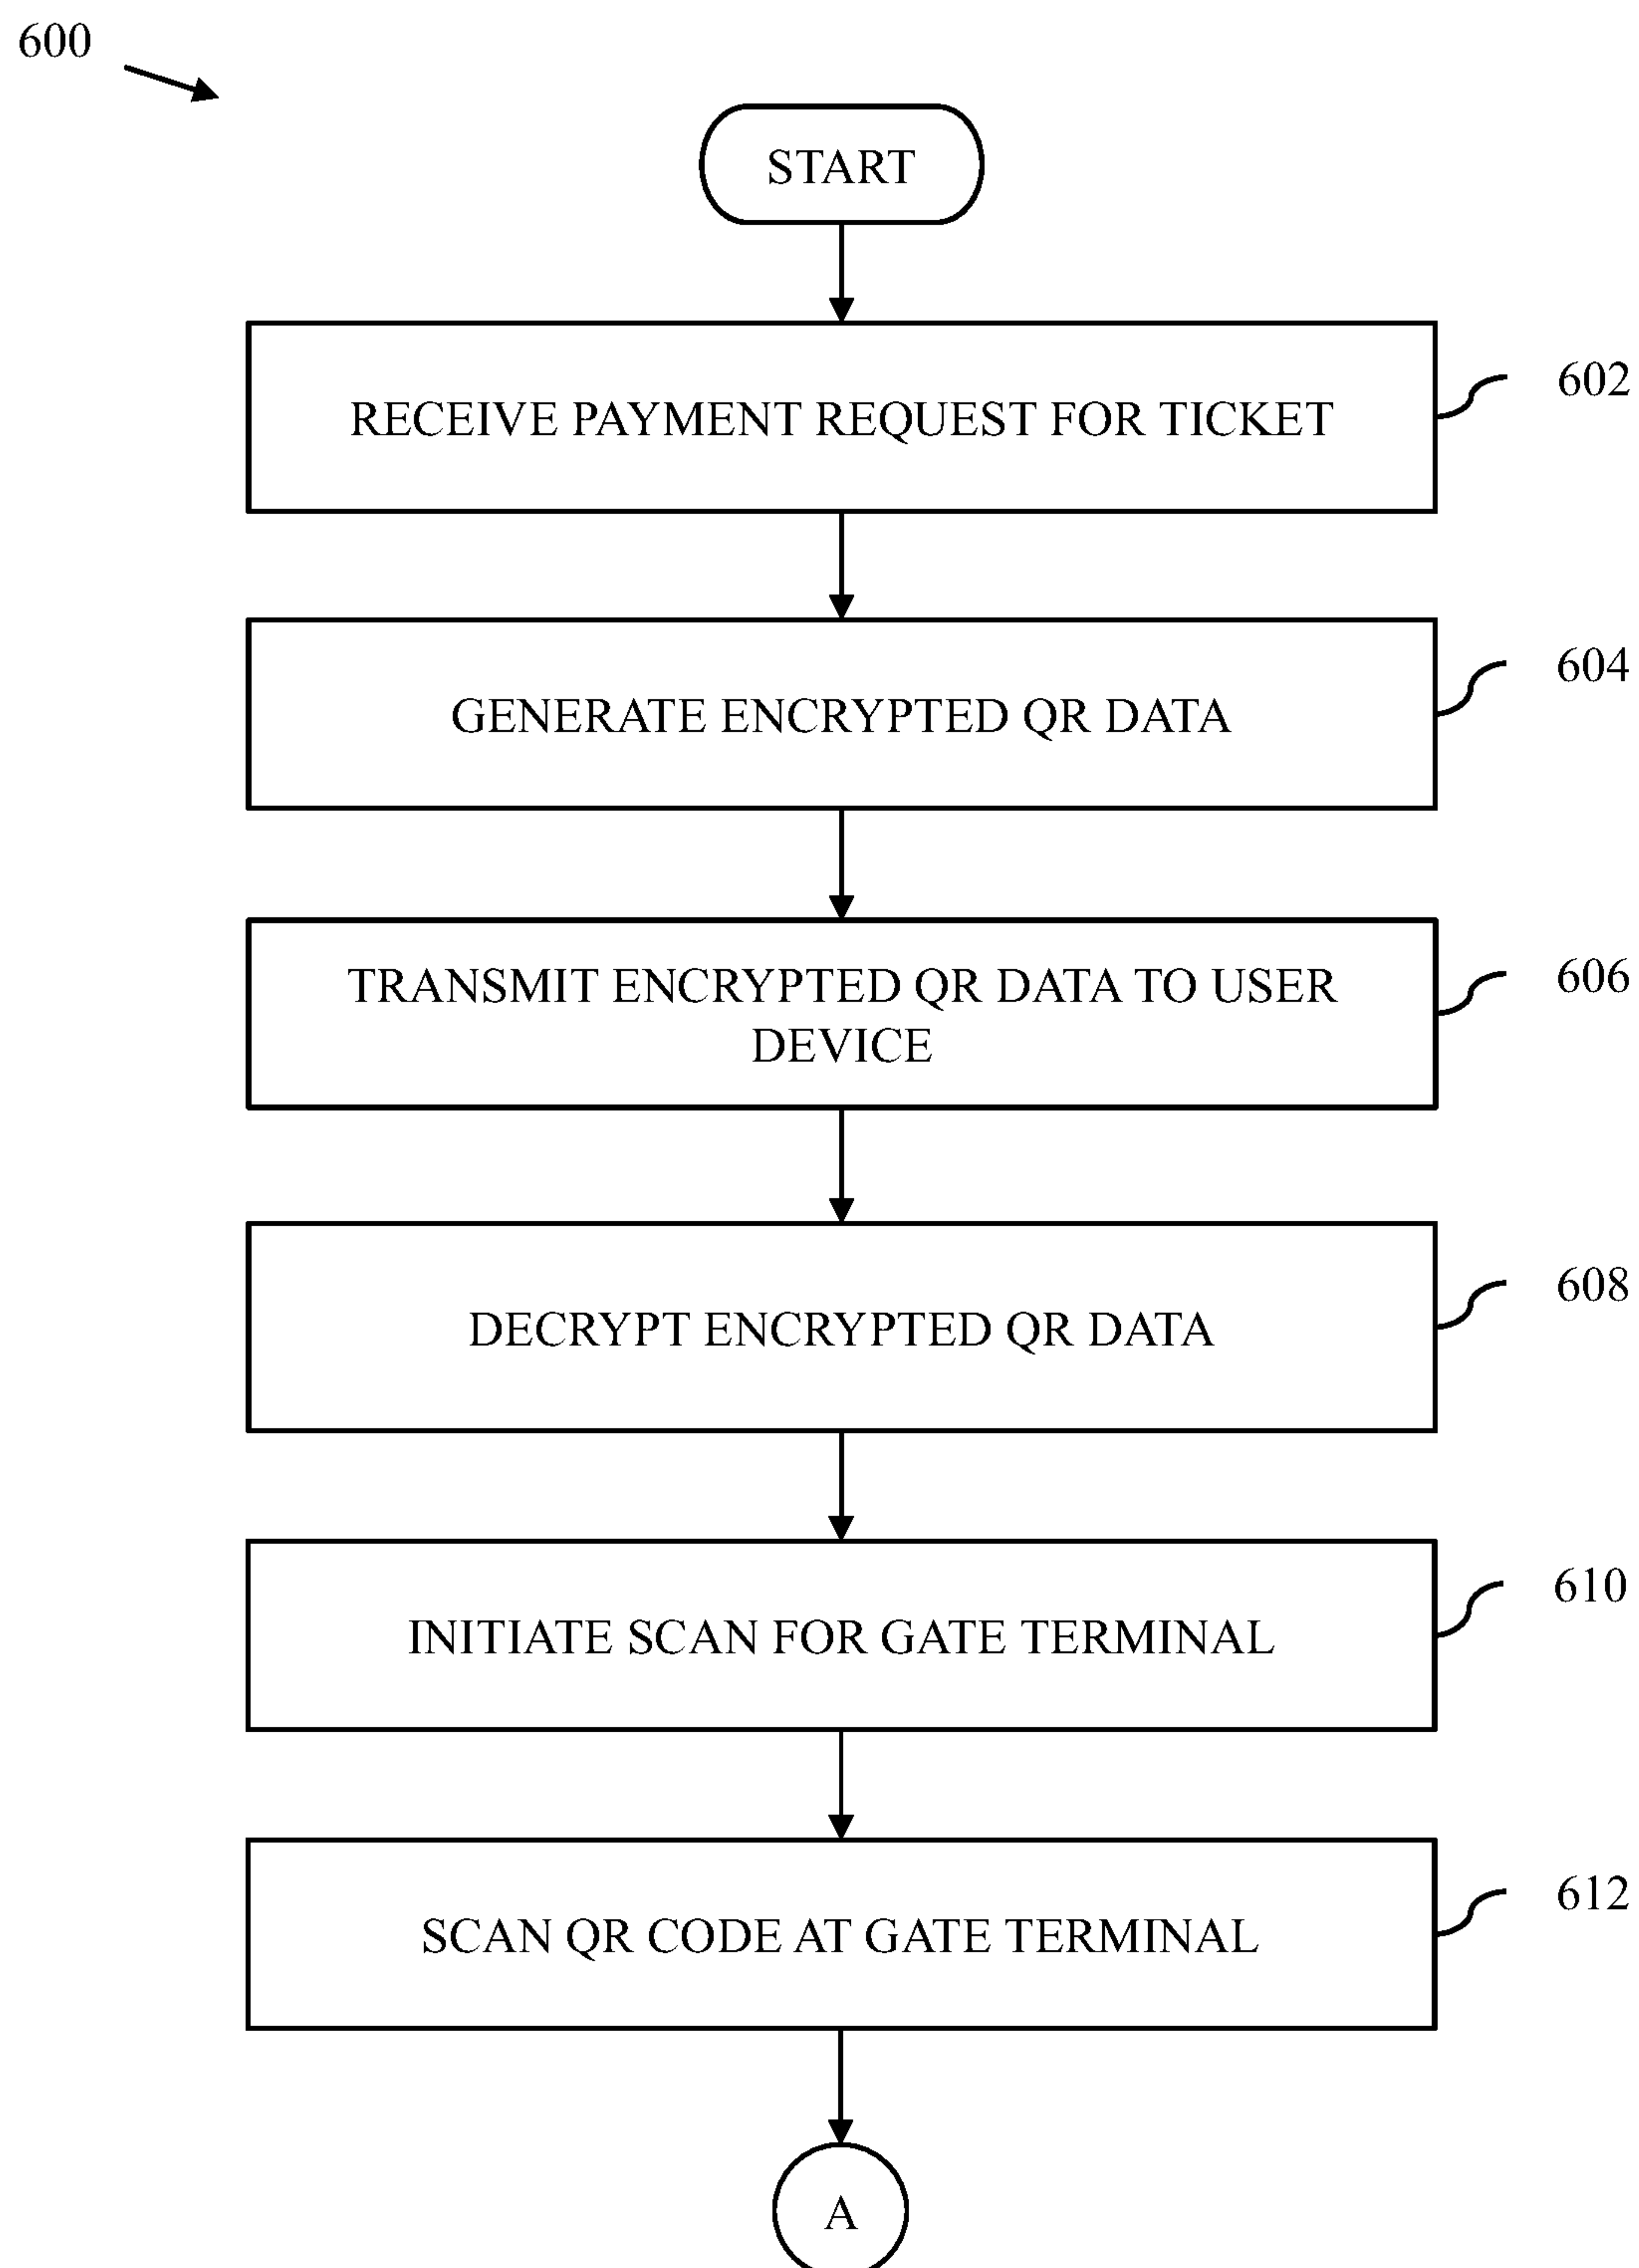 600
START
RECEIVE PAYMENT REQUEST FOR TICKET
602
GENERATE ENCRYPTED QR DATA
604
TRANSMIT ENCRYPTED QR DATA TO USER
DEVICE
606
DECRYPT ENCRYPTED QR DATA
608
INITIATE SCAN FOR GATE TERMINAL
610
SCAN QR CODE AT GATE TERMINAL
612
A